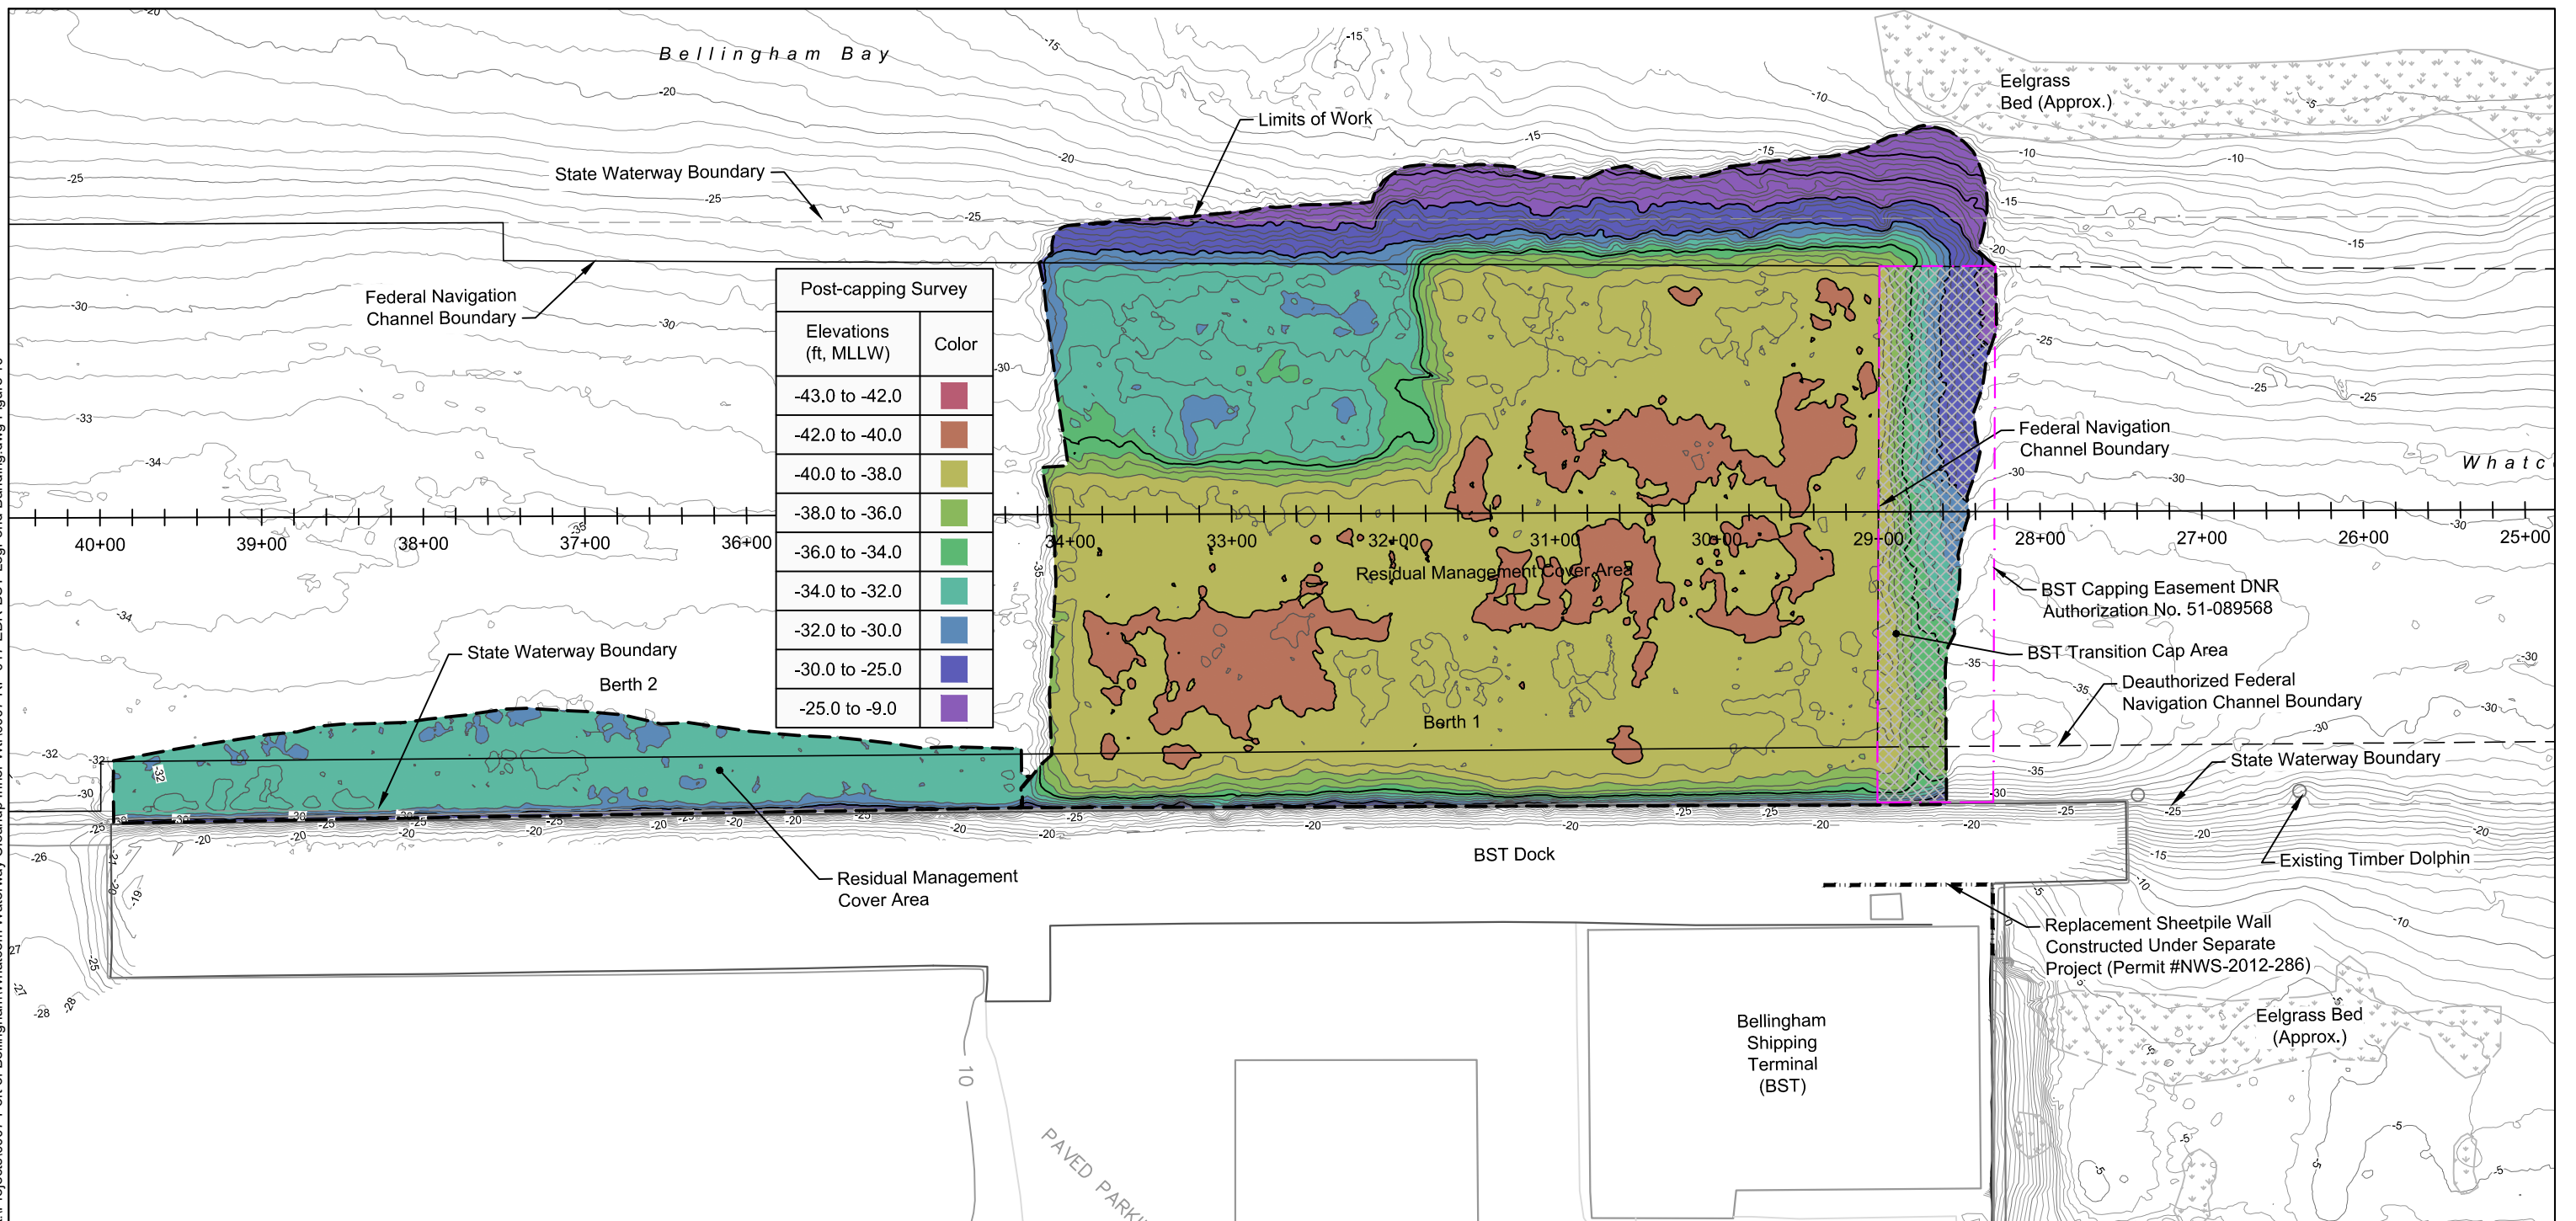 Bellingham Bay
Eelgrass
Bed (Approx.)
Limits of Work
State Waterway Boundary
Federal Navigation
Channel Boundary
Post-capping Survey
Elevations
(ft, MLLW)
Color
-43.0 to -42.0
-42.0 to -40.0
-40.0 to -38.0
-38.0 to -36.0
-36.0 to -34.0
-34.0 to -32.0
-32.0 to -30.0
-30.0 to -25.0
-25.0 to -9.0
Federal Navigation
Channel Boundary
Whatc
40+00 39+00 38+00 37+00 36+00 34+00 33+00 32+00 31+00 30+00 29+00 28+00 27+00 26+00 25+00
Residual Management Cover Area
BST Capping Easement DNR
Authorization No. 51-089568
BST Transition Cap Area
State Waterway Boundary
Berth 2
Deauthorized Federal
Navigation Channel Boundary
Berth 1
State Waterway Boundary
BST Dock
Existing Timber Dolphin
Residual Management
Cover Area
Replacement Sheetpile Wall
Constructed Under Separate
Project (Permit #NWS-2012-286)
Eelgrass Bed
(Approx.)
Bellingham
Shipping
Terminal
(BST)
10
PAVED PARKI